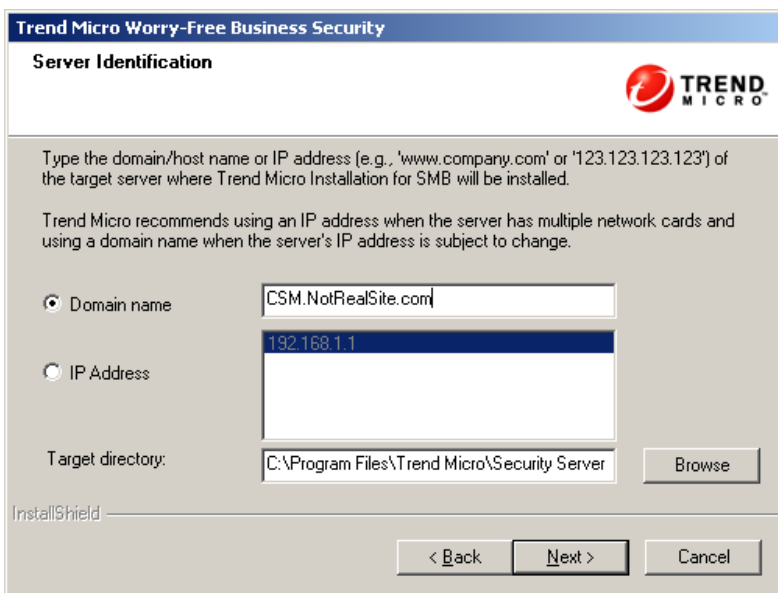 Trend Micro Worry-Free Business Security
Server Identification
TREND
MICRO
Type the domain/host name or IP address (e.g., 'www.company.com' or '123.123.123.123') of
the target server where Trend Micro Installation for SMB will be installed.
Trend Micro recommends using an IP address when the server has multiple network cards and
using a domain name when the server's IP address is subject to change.
Domain name
CSM.NotRealSite.com
192.168.1.1
IP Address
Target directory:
C:\Program Files\Trend Micro\Security Server
Browse
InstallShield
< Back
Next >
Cancel